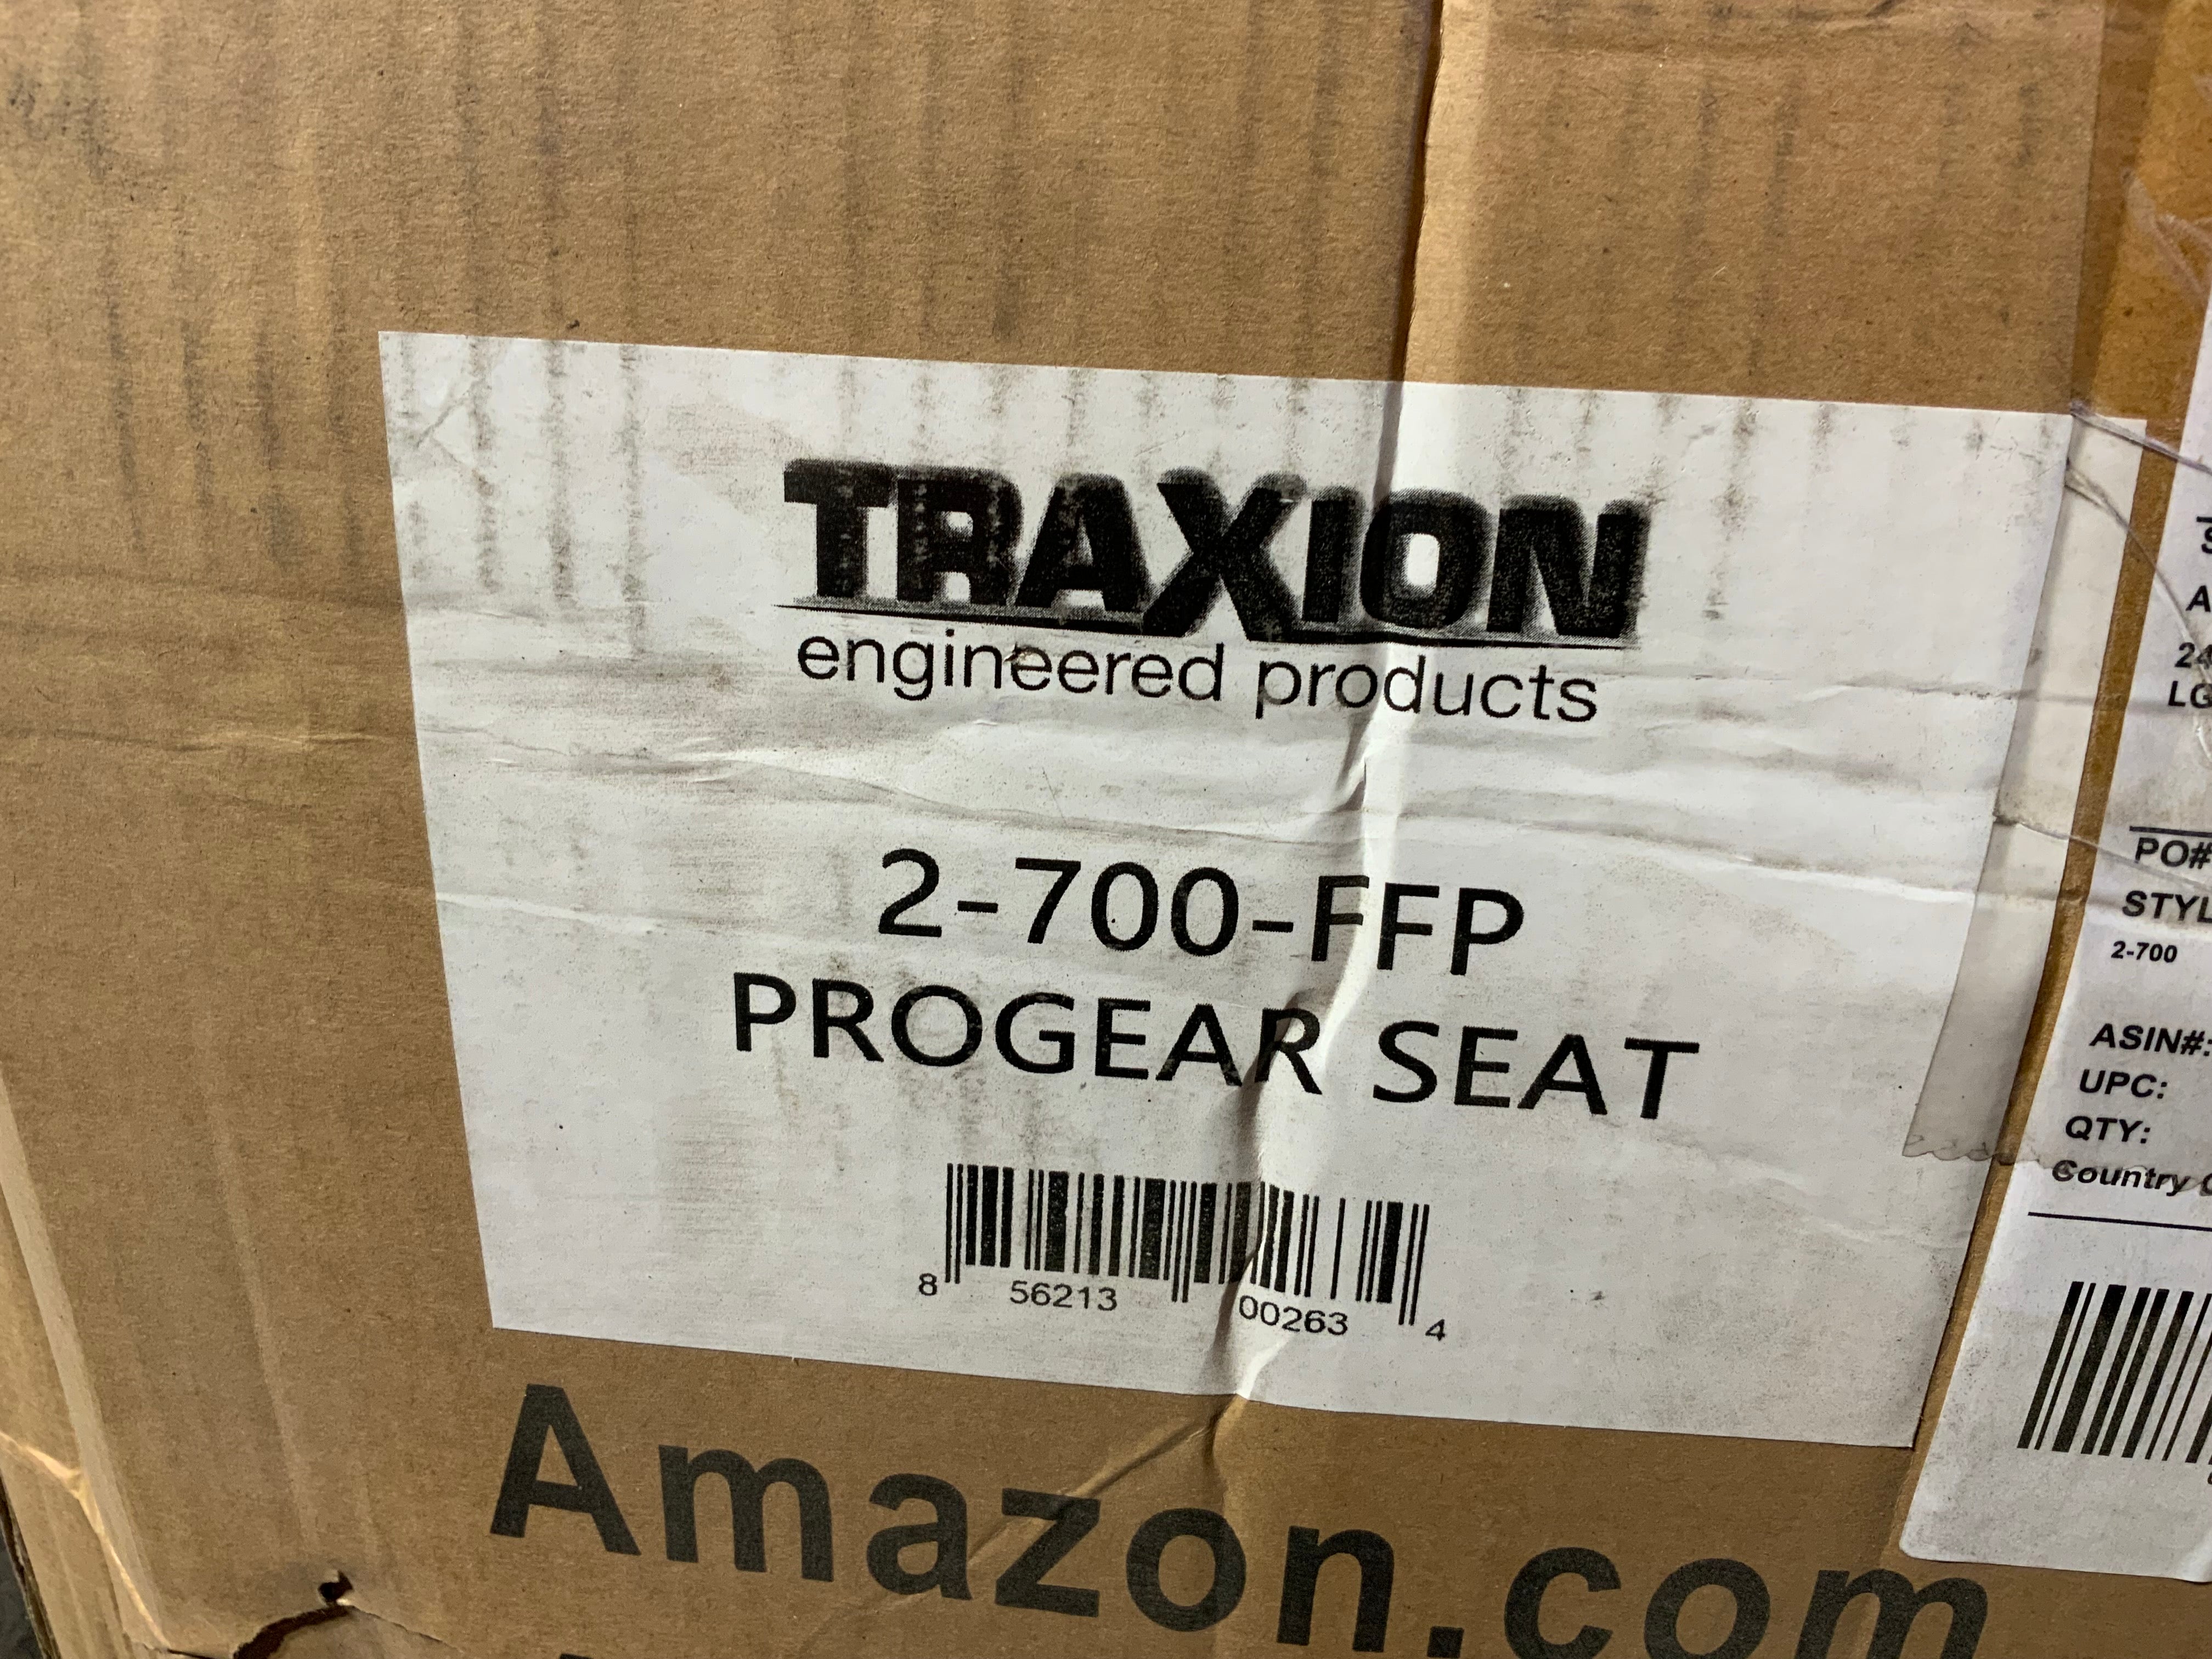 TRAXION
engineered products
2-700-FFP
PROGEAR SEAT
8 56213 00263 4
Amazon.com
PO#
2-700
ASIN#:
UPC:
QTY:
Country